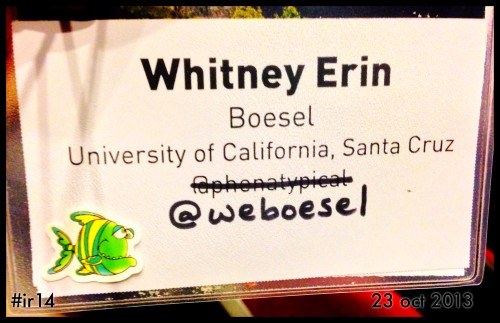 Whitney Erin
Boesel
University of California, Santa Cruz
@phenatypical
@weboesel
#ir14
23 oct 2013